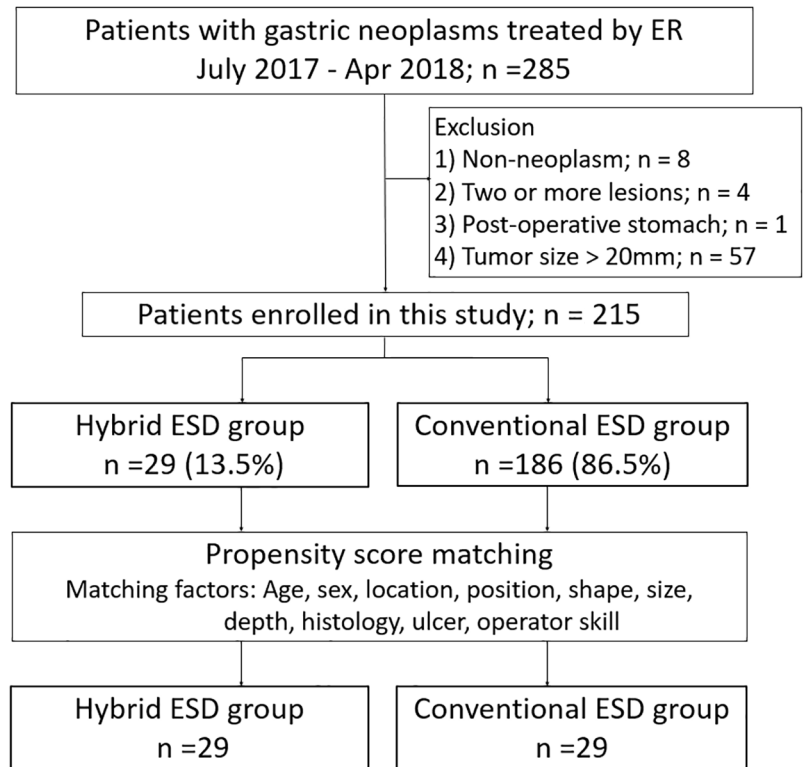 Patients with gastric neoplasms treated by ER
July 2017 - Apr 2018; n =285
Exclusion
1) Non-neoplasm; n = 8
2) Two or more lesions; n = 4
3) Post-operative stomach; n = 1
4) Tumor size > 20mm; n = 57
Patients enrolled in this study; n = 215
Hybrid ESD group
n =29 (13.5%)
Conventional ESD group
n =186 (86.5%)
Propensity score matching
Matching factors: Age, sex, location, position, shape, size,
depth, histology, ulcer, operator skill
Hybrid ESD group
n =29
Conventional ESD group
n =29